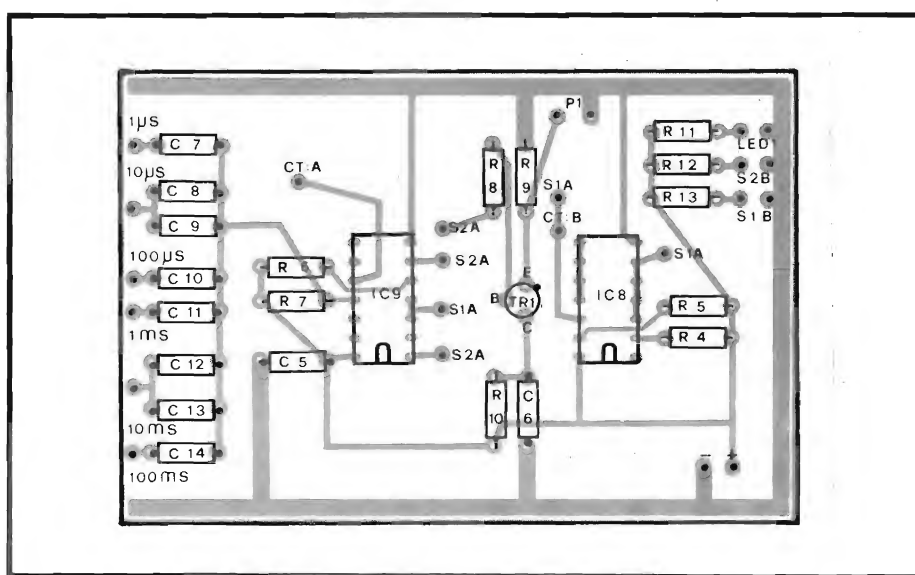 1µS
C 7
10µS
C 8
C 9
100µS
C 10
C 11
1mS
C 12
C 13
10mS
C 14
100mS
CT:A
R 6
R 7
C 5
IC9
S2A
S2A
S1A
S2A
R 8
R 9
P1
S1A
CT:B
E
B
TR1
C
R 10
C 6
IC8
S1A
R 11
LED
R 12
S2B
R 13
S1B
R 5
R 4
- +